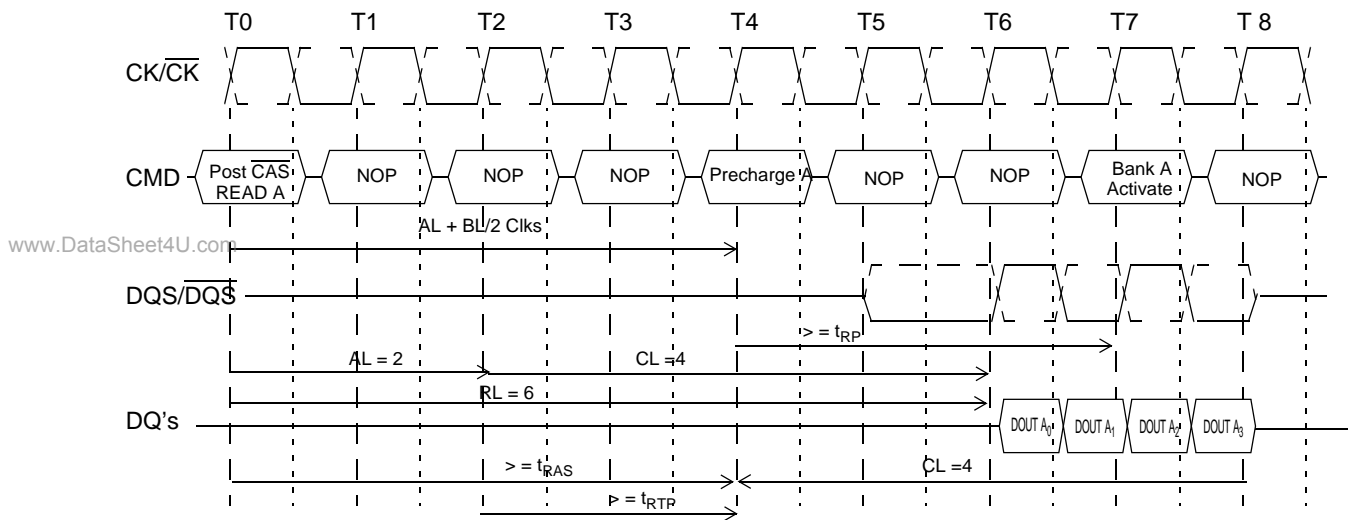 T0 T1 T2 T3 T4 T5 T6 T7 T 8
CK/CK
CMD
Post CAS
READ A
NOP
NOP
NOP
Precharge A
NOP
NOP
Bank A
Activate
NOP
AL + BL/2 Clks
www.DataSheet4U.com
DQS/DQS
> = tRP
AL = 2
CL =4
RL = 6
DQ's
DOUT A0
DOUT A1
DOUT A2
DOUT A3
> = tRAS
CL =4
> = tRTP